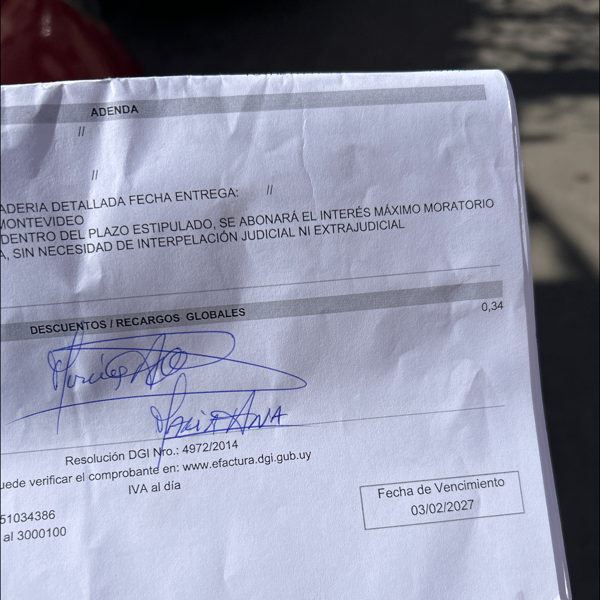 ADENDA
//
//
ADERIA DETALLADA FECHA ENTREGA: //
MONTEVIDEO
DENTRO DEL PLAZO ESTIPULADO, SE ABONARÁ EL INTERÉS MÁXIMO MORATORIO
A, SIN NECESIDAD DE INTERPELACIÓN JUDICIAL NI EXTRAJUDICIAL
DESCUENTOS / RECARGOS GLOBALES
0,34
Resolución DGI Nro.: 4972/2014
uede verificar el comprobante en: www.efactura.dgi.gub.uy
IVA al día
51034386
al 3000100
Fecha de Vencimiento
03/02/2027